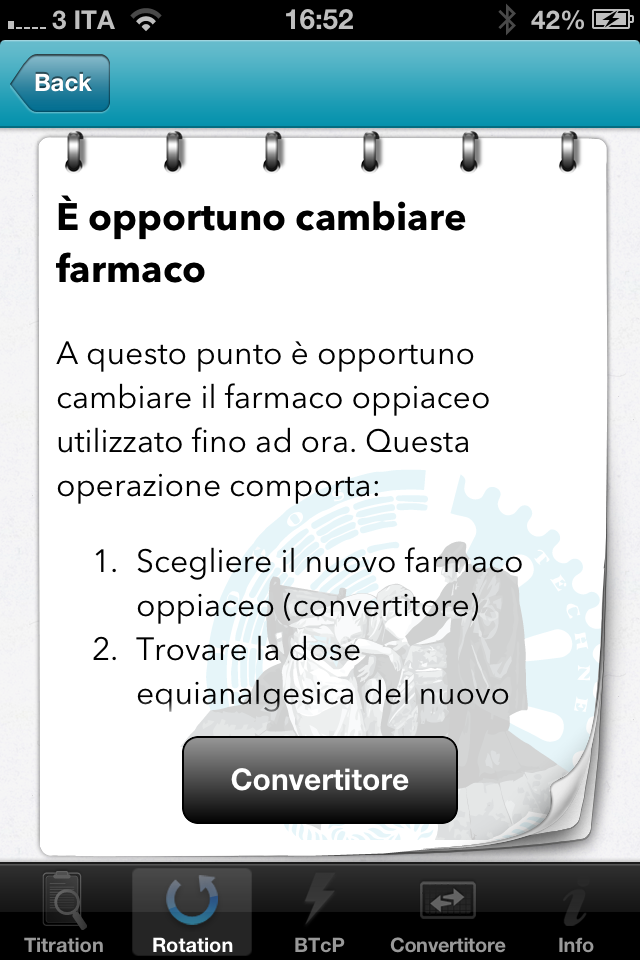 3 ITA 16:52 42%
Back
È opportuno cambiare
farmaco
A questo punto è opportuno
cambiare il farmaco oppiaceo
utilizzato fino ad ora. Questa
operazione comporta:
1. Scegliere il nuovo farmaco
oppiaceo (convertitore)
2. Trovare la dose
equianalgesica del nuovo
TECHNE
Convertitore
Titration Rotation BTcP Convertitore Info